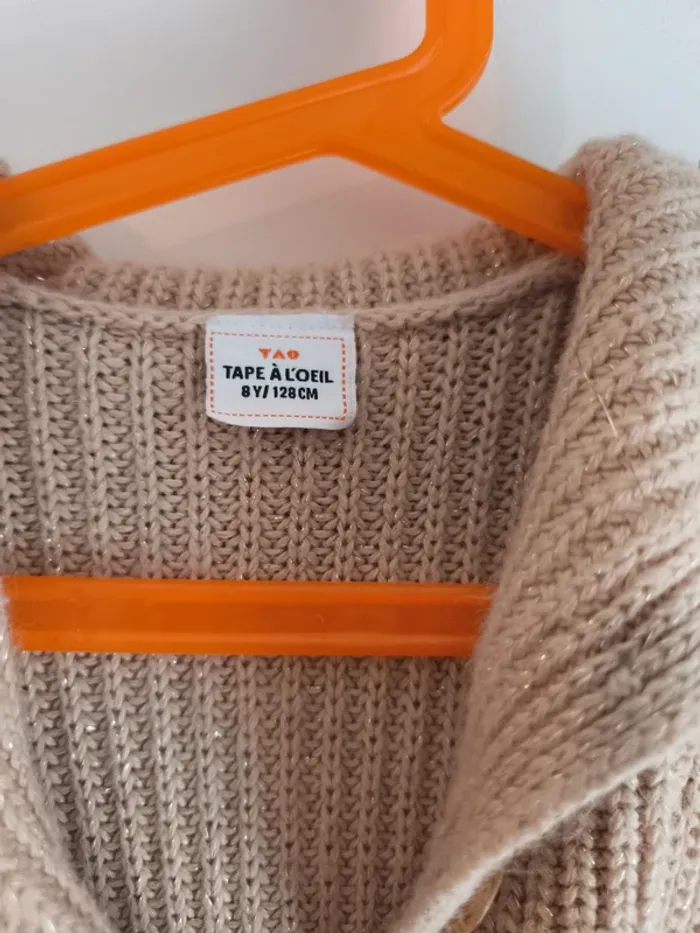 TAO
TAPE À L'OEIL
8Y/128CM